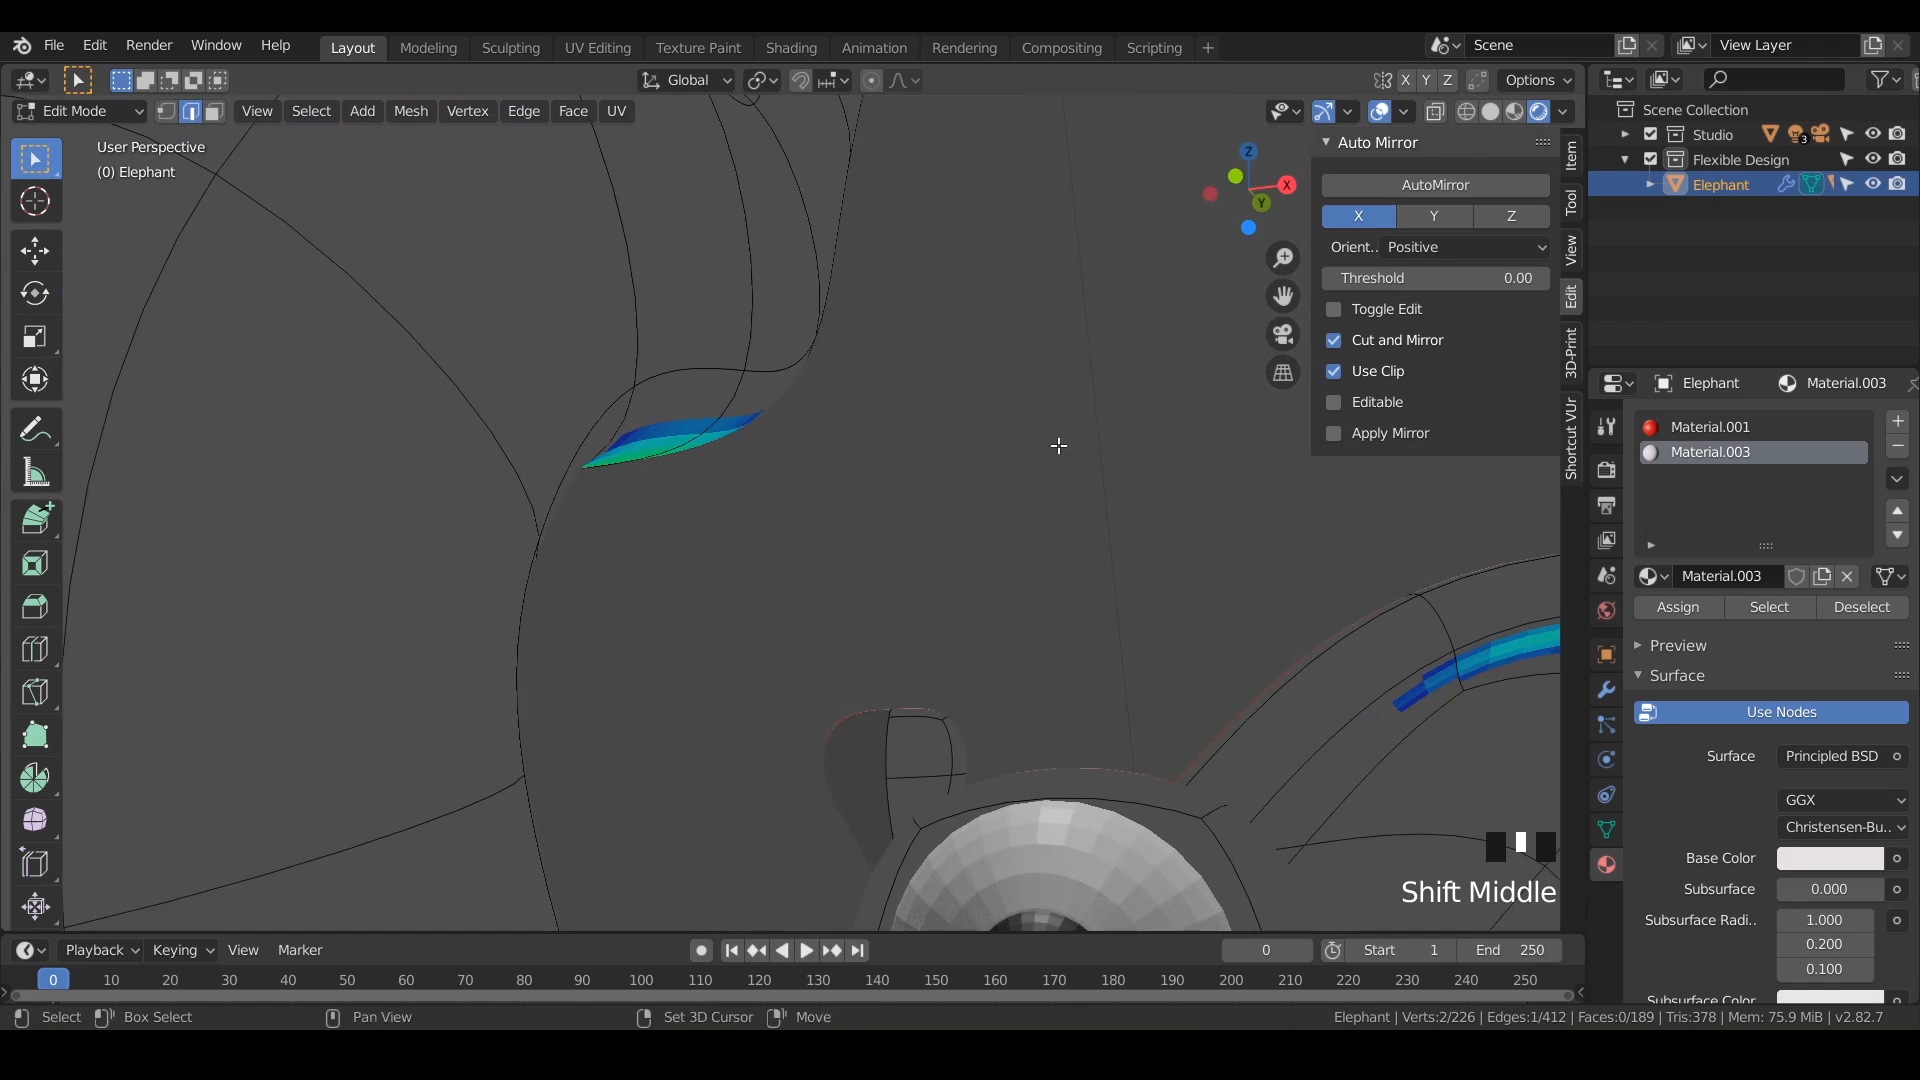 File Edit Render Window Help Layout Modeling Sculpting UV Editing Texture Paint Shading Animation Rendering Compositing Scripting + Scene View Layer
Global X Y Z Options
Edit Mode View Select Add Mesh Vertex Edge Face UV
User Perspective
(0) Elephant
Z
X
Y
Auto Mirror
AutoMirror
X Y Z
Orient.. Positive
Threshold 0.00
Toggle Edit
Cut and Mirror
Use Clip
Editable
Apply Mirror
Item
Tool
View
Edit
3D-Print
Shortcut VUr
Scene Collection
Studio 3
Flexible Design
Elephant
Elephant Material.003
Material.001
Material.003
Material.003
Assign Select Deselect
Preview
Surface
Use Nodes
Surface Principled BSD
GGX
Christensen-Bu..
Base Color
Subsurface 0.000
Subsurface Radi.. 1.000
0.200
0.100
Subsurface Color
Shift Middle
Playback Keying View Marker 0 Start 1 End 250
0 10 20 30 40 50 60 70 80 90 100 110 120 130 140 150 160 170 180 190 200 210 220 230 240 250
Select Box Select Pan View Set 3D Cursor Move Elephant | Verts:2/226 | Edges:1/412 | Faces:0/189 | Tris:378 | Mem: 75.9 MiB | v2.82.7